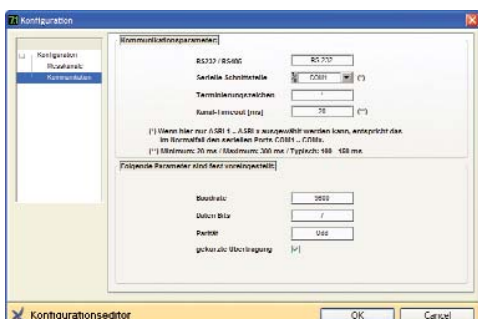 Konfiguration
Konfiguration
Messkanäle
Kommunikation
Kommunikationsparameter:
RS232 / RS485
RS 232
Serielle Schnittstelle
COM1
(*)
Terminierungszeichen
Kanal-Timeout [ms]
20
(**)
(*) Wenn hier nur ASRL1 .. ASRLx ausgewählt werden kann, entspricht das
im Normalfall den seriellen Ports COM1 .. COMx.
(**) Minimum: 20 ms / Maximum: 300 ms / Typisch: 100 .. 150 ms
Folgende Parameter sind fest voreingestellt:
Baudrate
9600
Daten Bits
7
Parität
Odd
gekürzte Übertragung
Konfigurationseditor
OK
Cancel